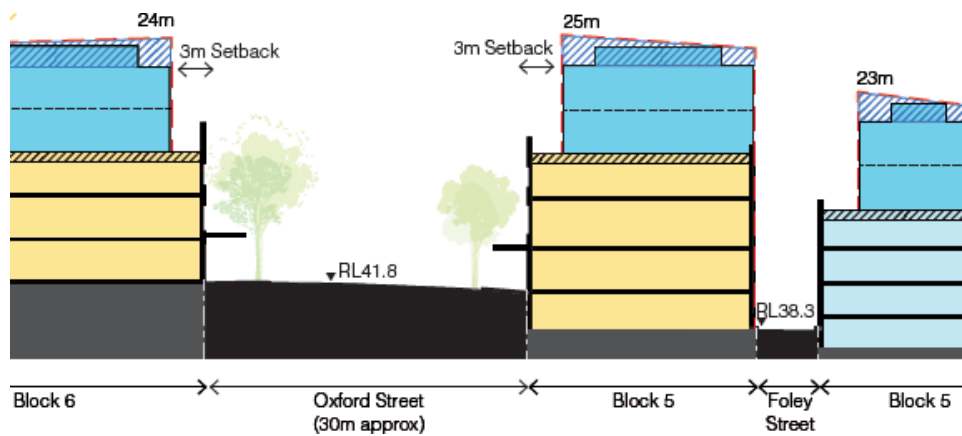 24m
3m Setback
25m
3m Setback
23m
RL41.8
RL38.3
Block 6
Oxford Street
(30m approx)
Block 5
Foley
Street
Block 5